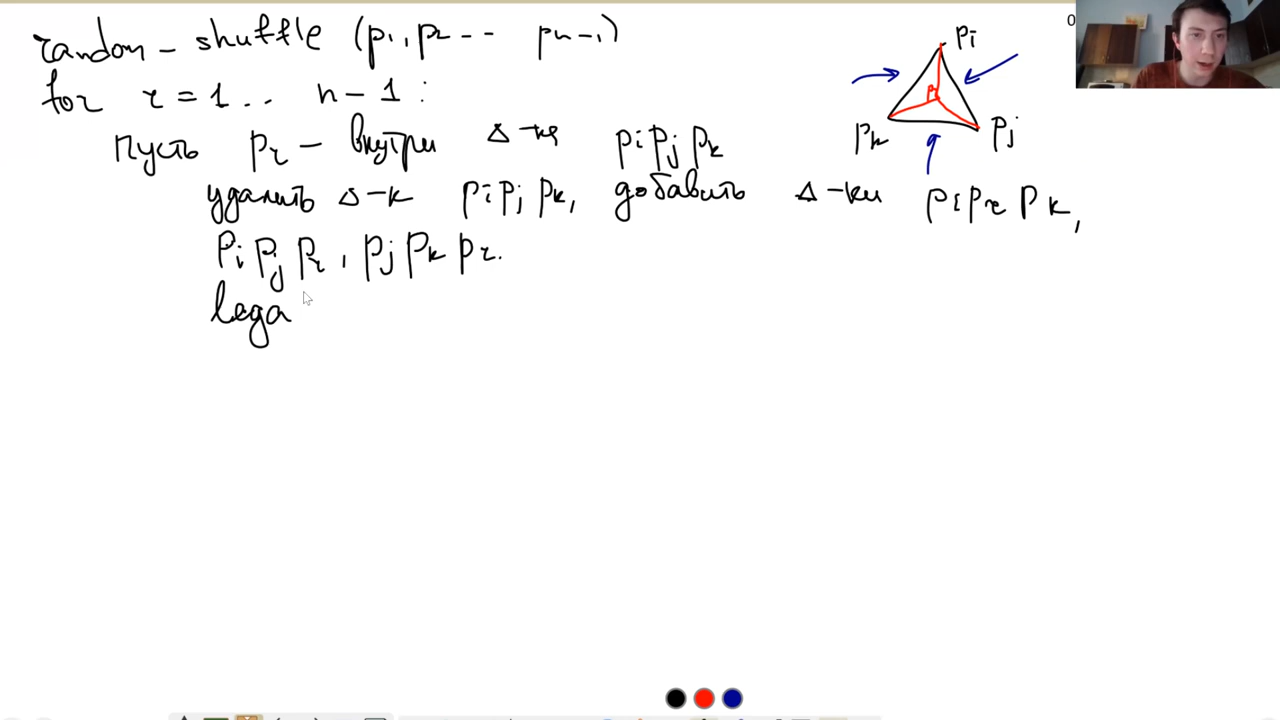 random - shuffle (p1, p2 .. pn-1)
for r = 1 .. n - 1 :
Пусть pr - внутри Δ-ка pi pj pk
удалить Δ-к pi pj pk, добавить Δ-ки pi pr pk,
pi pj pr, pj pk pr.
lega
pi
pr
pk
pj